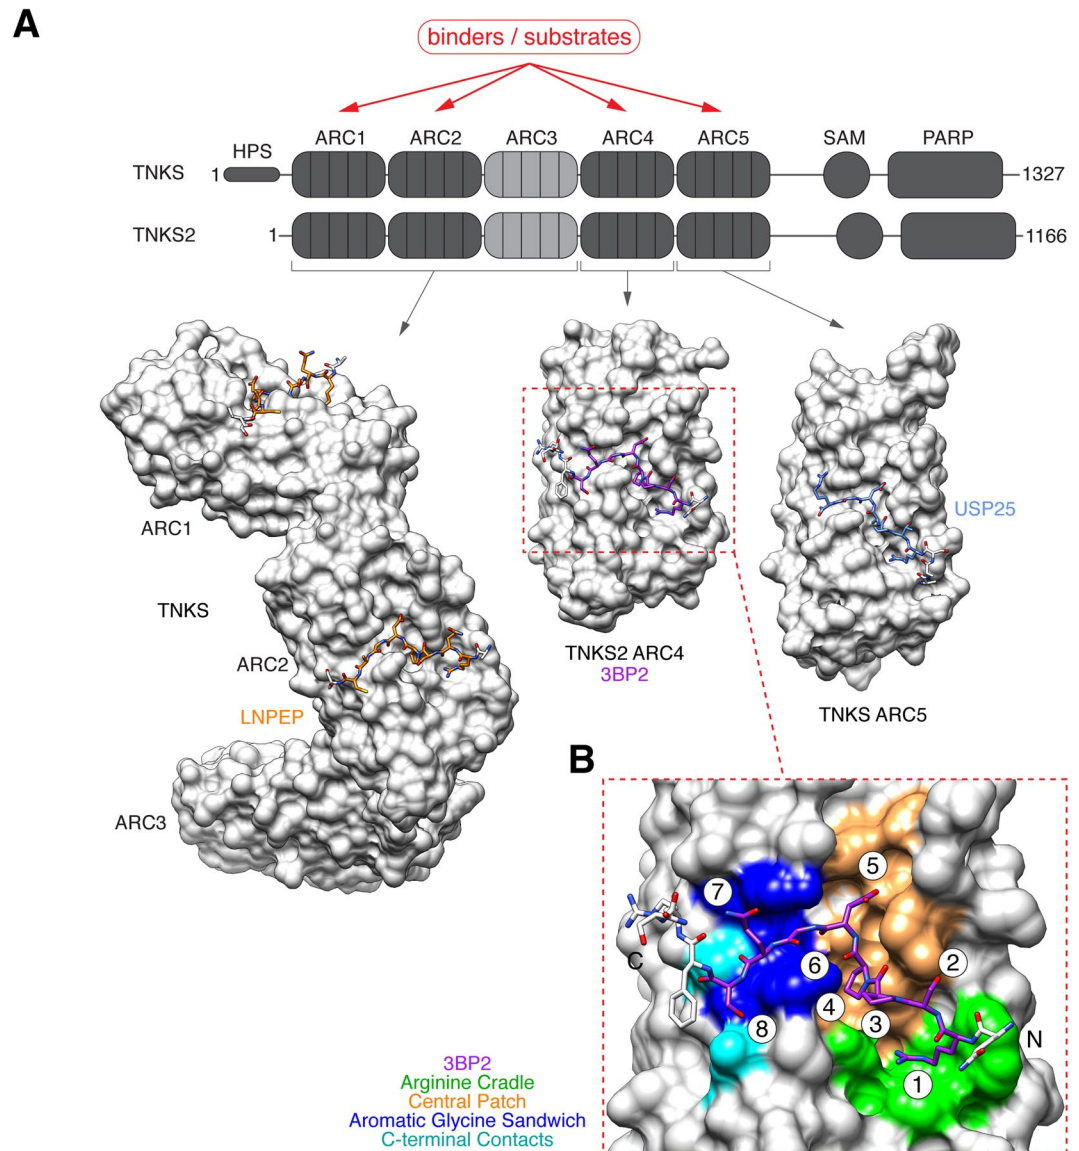 A
binders / substrates
HPS ARC1 ARC2 ARC3 ARC4 ARC5 SAM PARP
TNKS 1 1327
TNKS2 1 1166
ARC1
TNKS
ARC2
LNPEP
ARC3
TNKS2 ARC4
3BP2
USP25
TNKS ARC5
B
5
7
2
C
6
4
3
8
N
1
3BP2
Arginine Cradle
Central Patch
Aromatic Glycine Sandwich
C-terminal Contacts